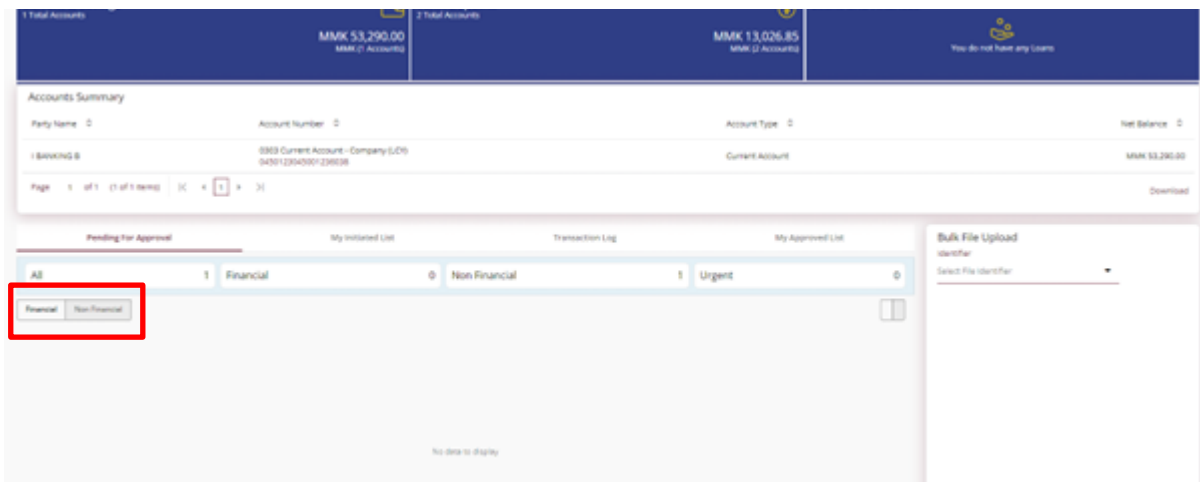 1 Total Accounts
MMK 53,290.00
MMK (1 Accounts)
2 Total Accounts
MMK 13,026.85
MMK (2 Accounts)
You do not have any Loans
Accounts Summary
Party Name Account Number Account Type Net Balance
I BANKING B 0303 Current Account - Company (LCY) Current Account MMK 53,290.00
Page 1 of 1 (1 of 1 items) 1
Download
Pending For Approval My Initiated List Transaction Log My Approved List
All 1 Financial 0 Non Financial 1 Urgent 0
Financial Non Financial
No data to display.
Bulk File Upload
Identifier
Select File Identifier